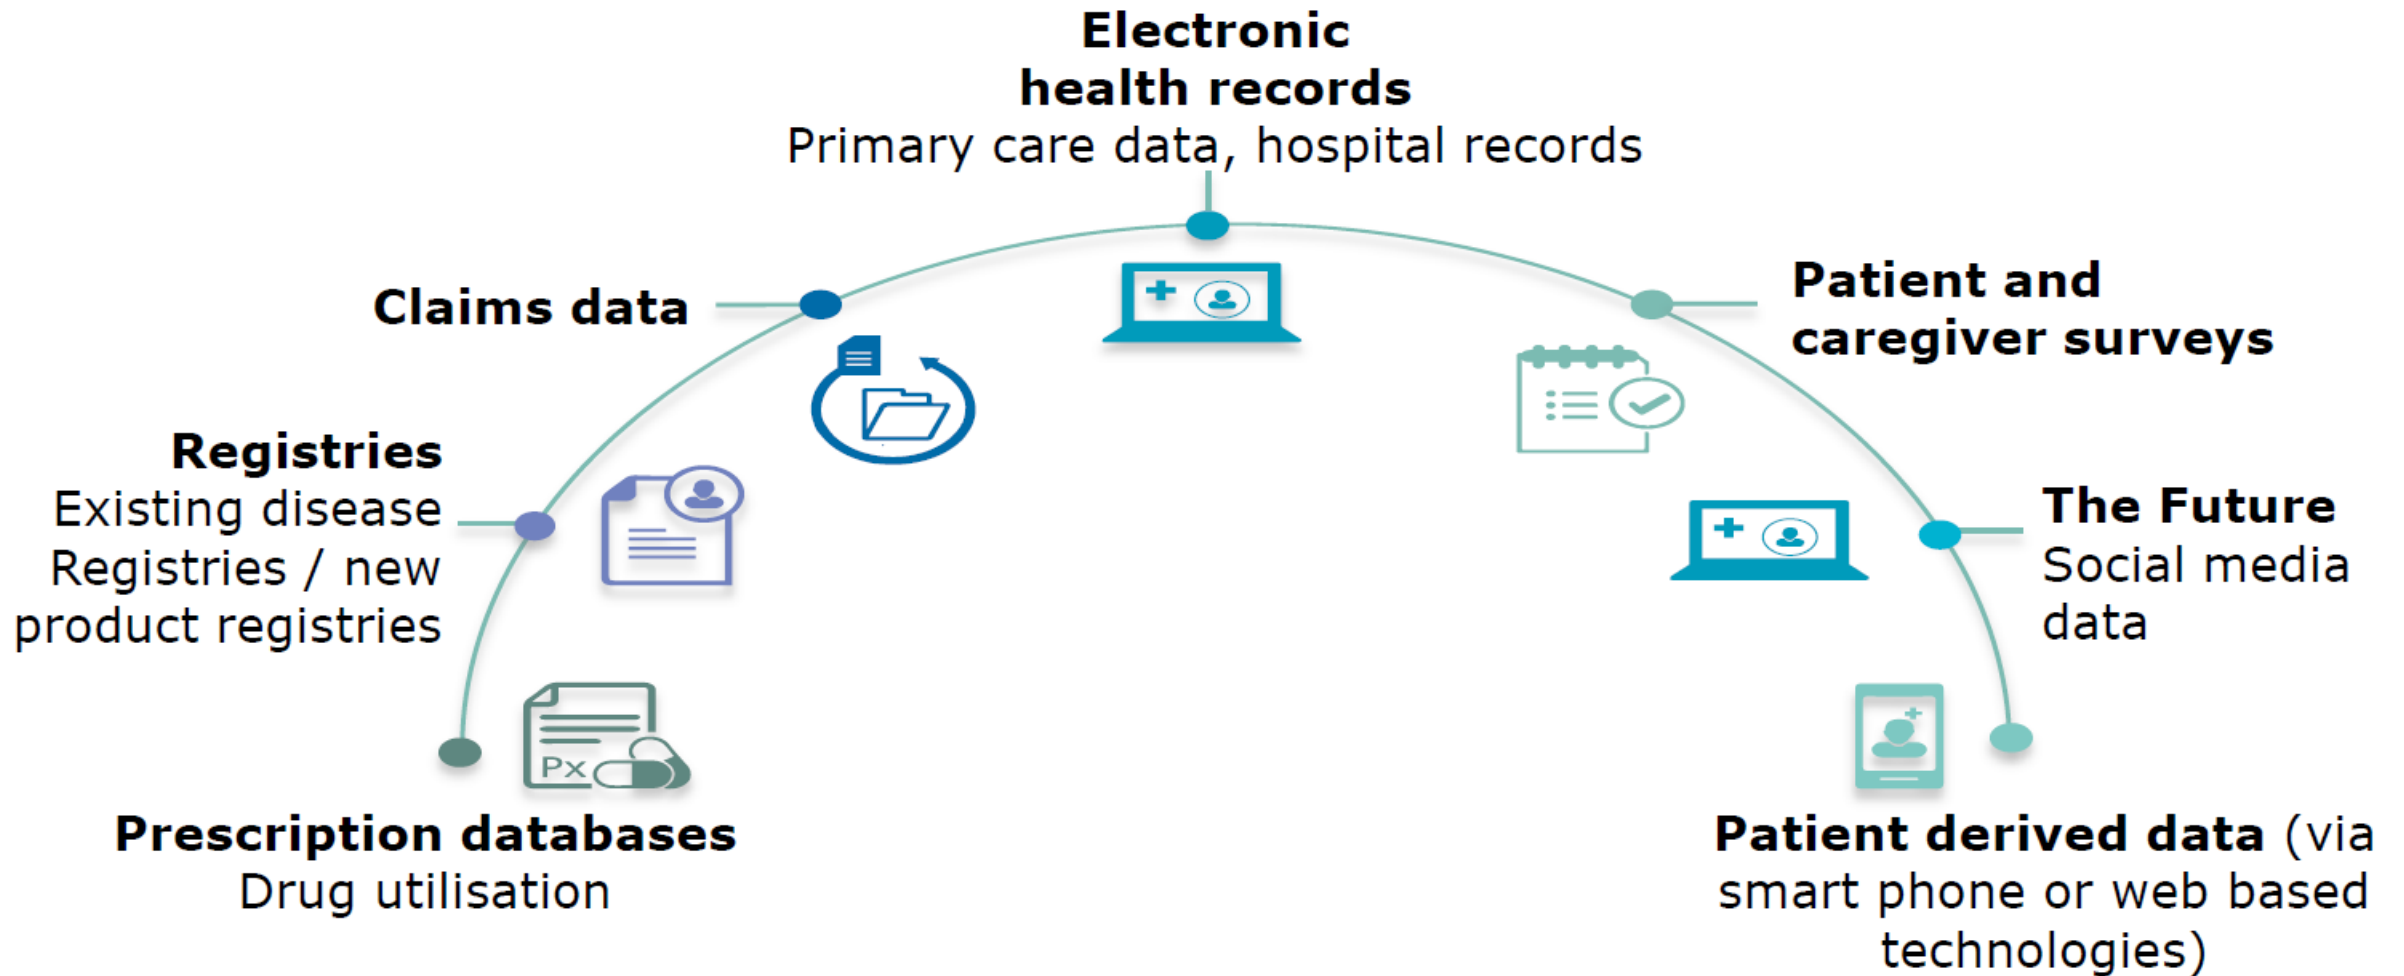 Electronic
health records
Primary care data, hospital records
Claims data
Patient and
caregiver surveys
Registries
Existing disease
Registries / new
product registries
The Future
Social media
data
Px
Prescription databases
Drug utilisation
Patient derived data (via
smart phone or web based
technologies)